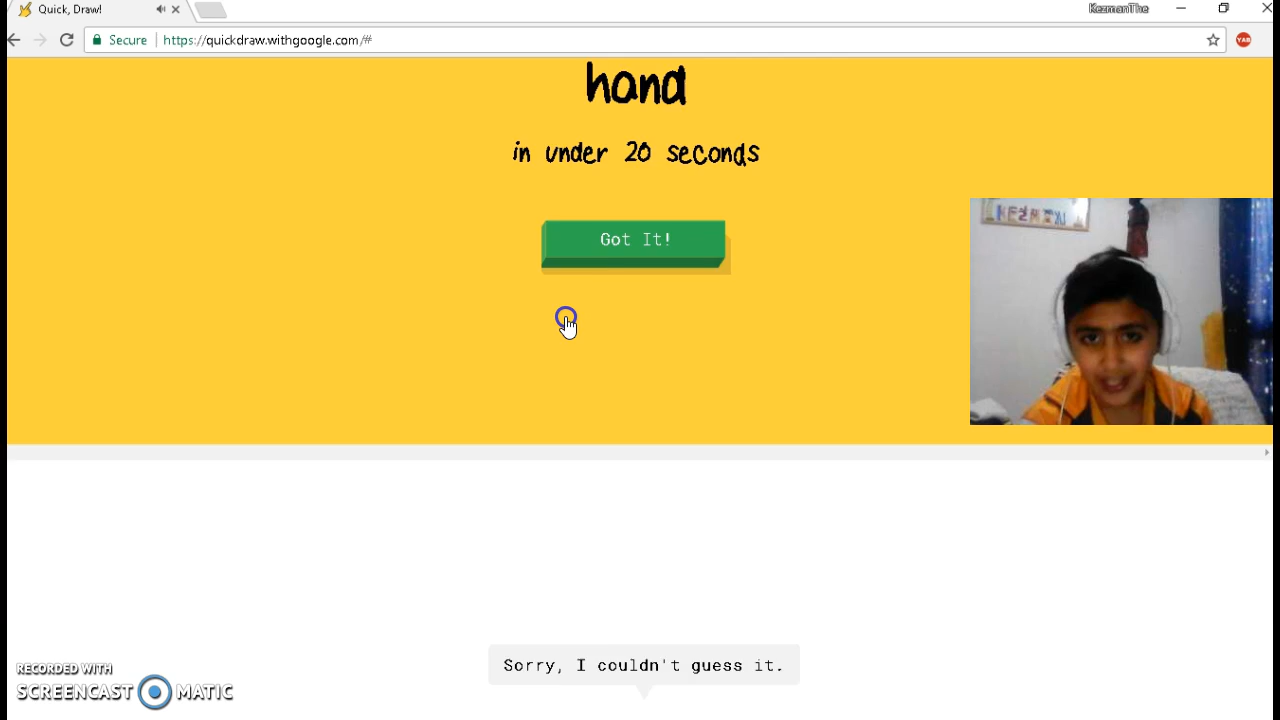 Quick, Draw!
KezmanThe
Secure
https://quickdraw.withgoogle.com/#
YAB
hand
in under 20 seconds
Got It!
Sorry, I couldn't guess it.
RECORDED WITH
SCREENCAST MATIC